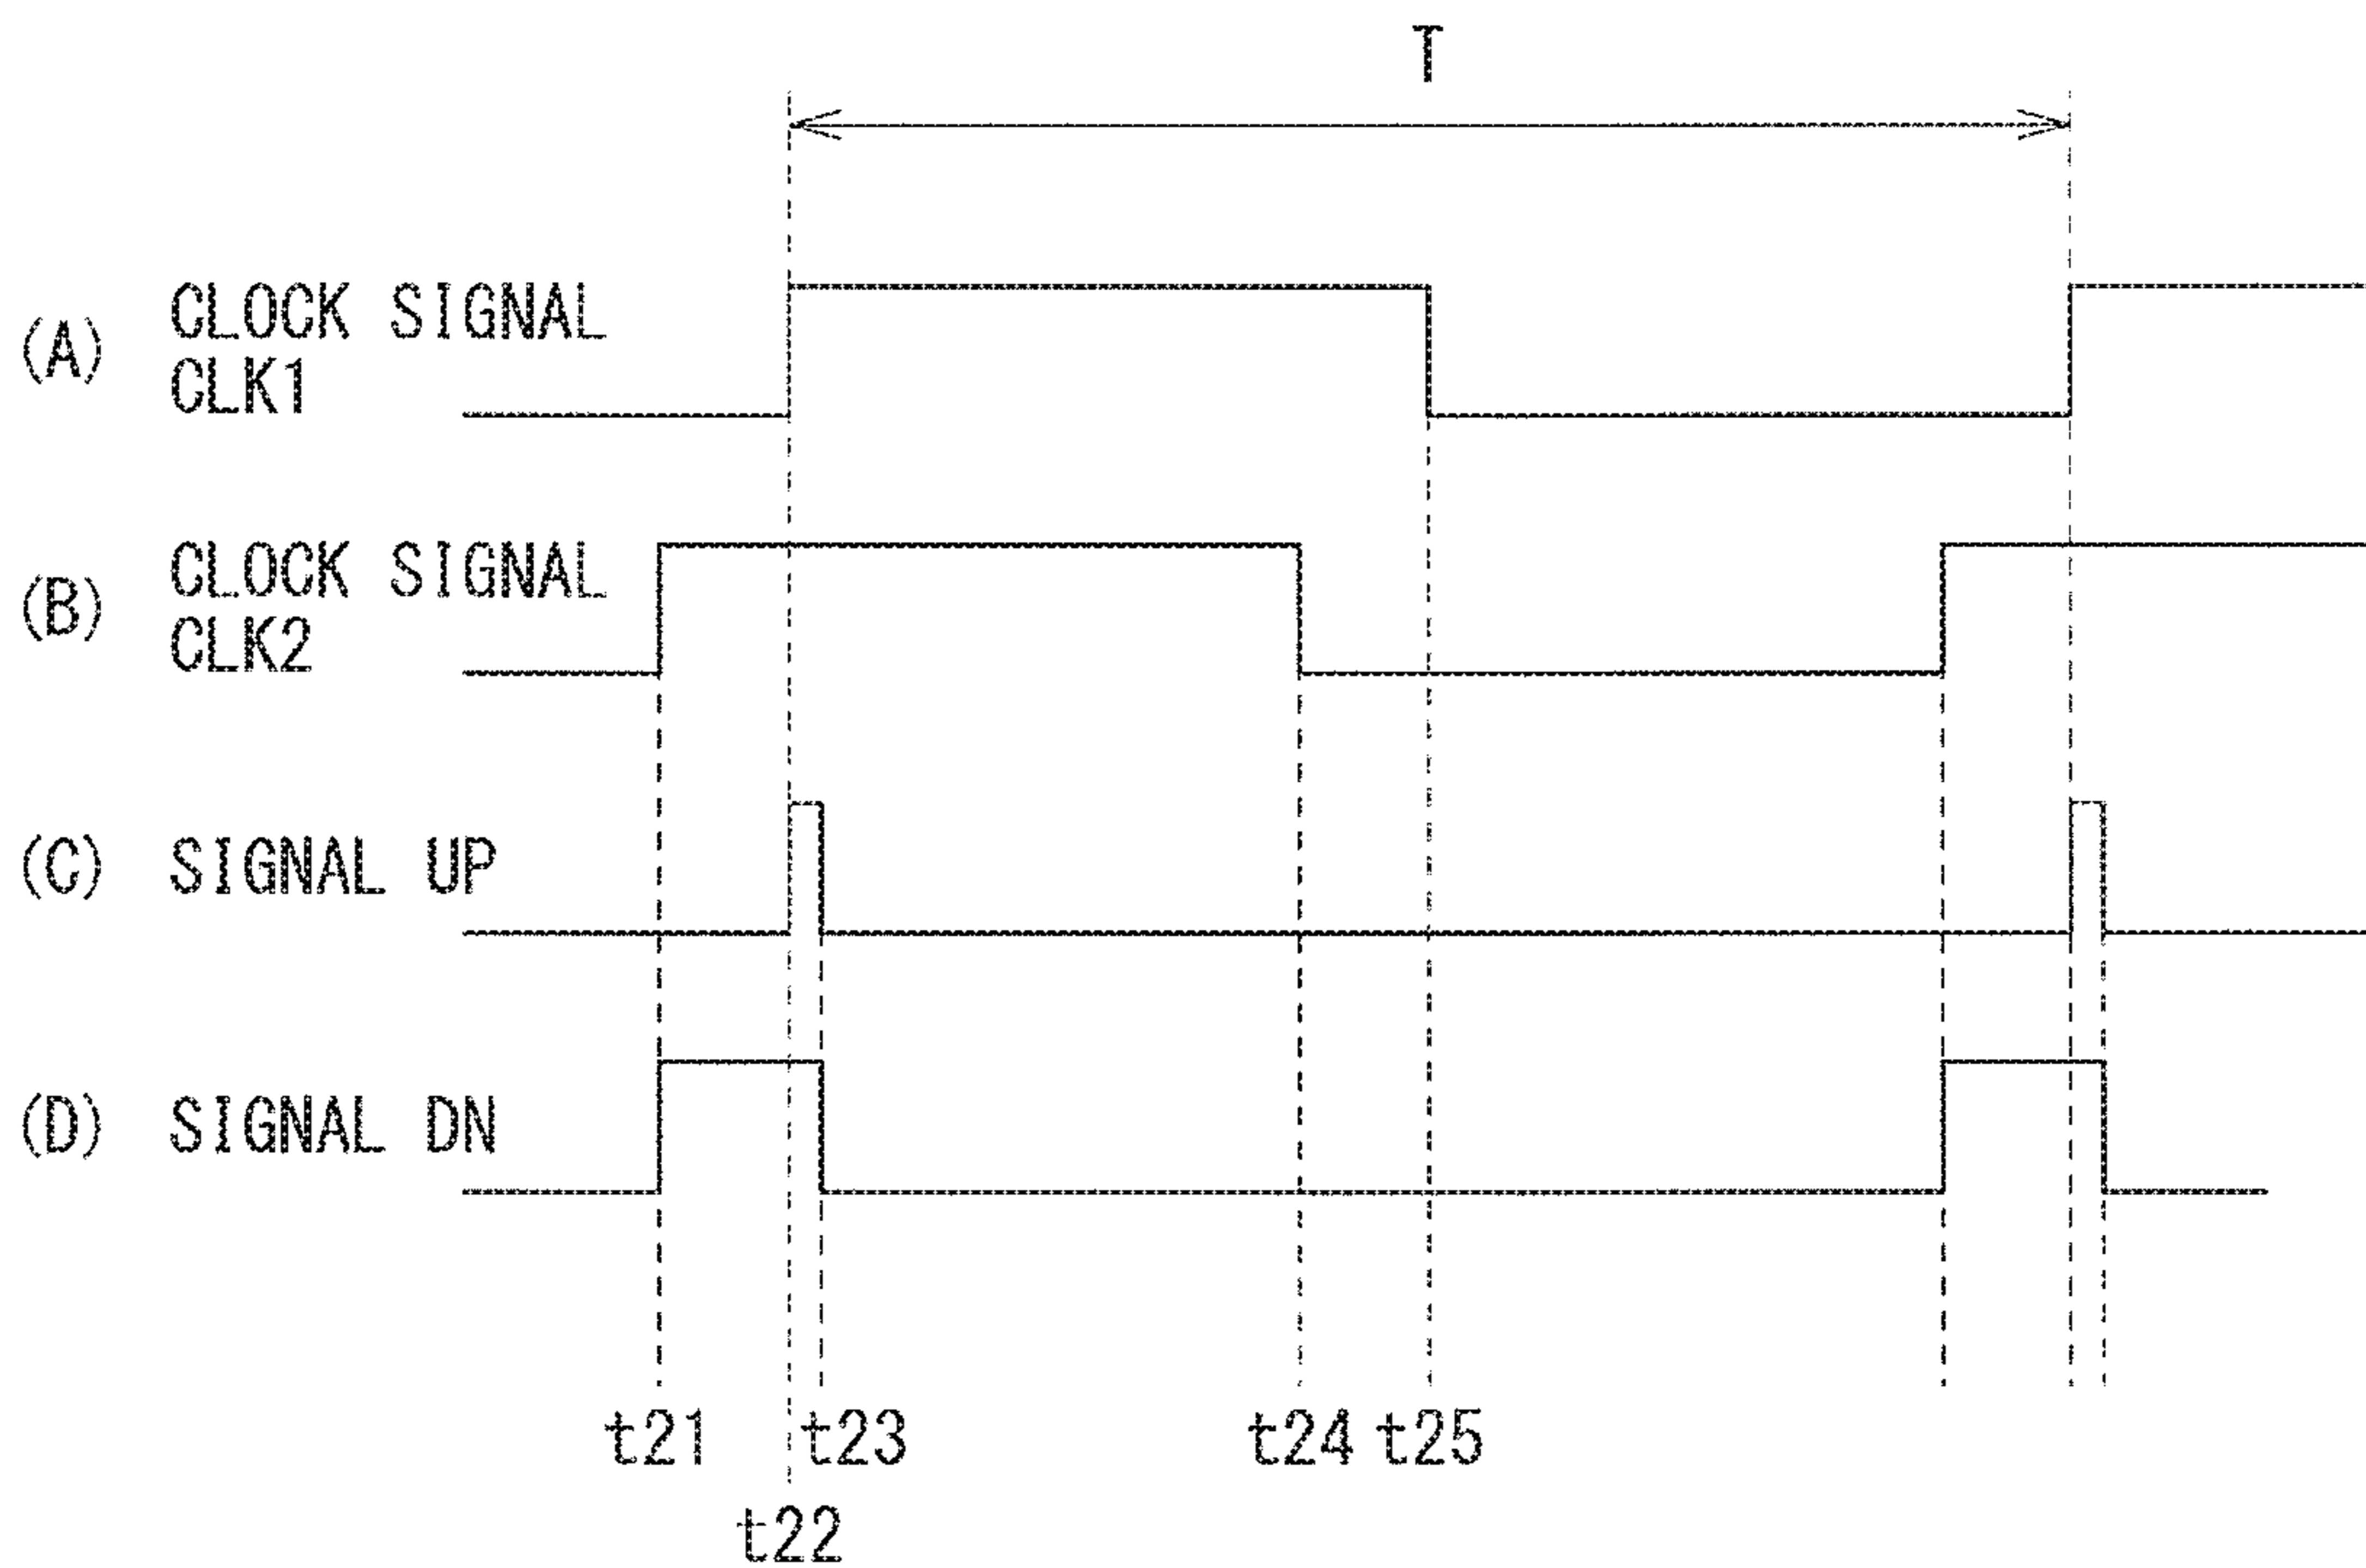 T
(A) CLOCK SIGNAL
CLK1
(B) CLOCK SIGNAL
CLK2
(C) SIGNAL UP
(D) SIGNAL DN
t21 t23 t24 t25
t22